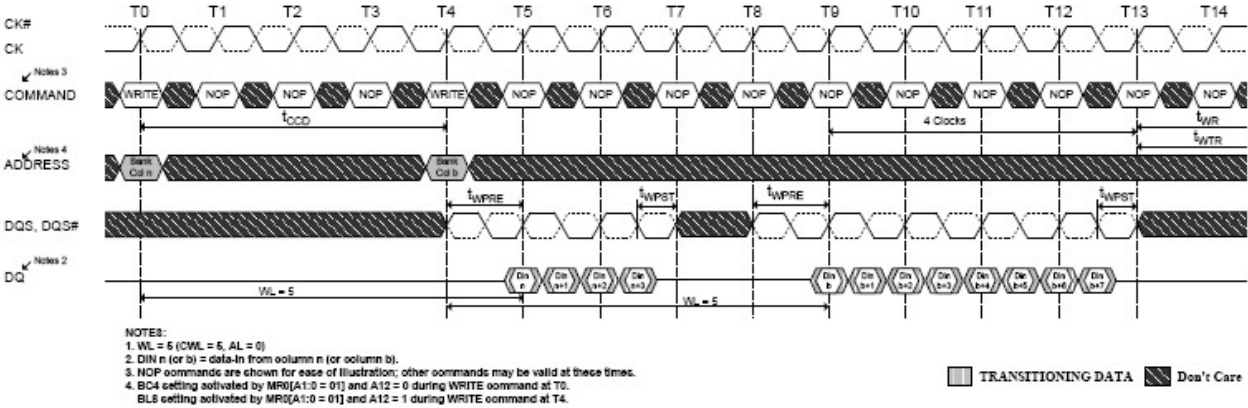 T0 T1 T2 T3 T4 T5 T6 T7 T8 T9 T10 T11 T12 T13 T14
CK#
CK
Notes 3
COMMAND WRITE NOP NOP NOP WRITE NOP NOP NOP NOP NOP NOP NOP NOP NOP NOP
tCCD 4 Clocks tWR
tWTR
Notes 4
ADDRESS Bank Col n Bank Col b
tWPRE tWPST tWPRE tWPST
DQS, DQS#
Notes 2
DQ Din n Din n+1 Din n+2 Din n+3 Din b Din b+1 Din b+2 Din b+3 Din b+4 Din b+5 Din b+6 Din b+7
WL = 5 WL = 5
NOTES:
1. WL = 5 (CWL = 5, AL = 0)
2. DIN n (or b) = data-in from column n (or column b).
3. NOP commands are shown for ease of illustration; other commands may be valid at these times.
4. BC4 setting activated by MR0[A1:0 = 01] and A12 = 0 during WRITE command at T0.
BL8 setting activated by MR0[A1:0 = 01] and A12 = 1 during WRITE command at T4.
TRANSITIONING DATA Don't Care